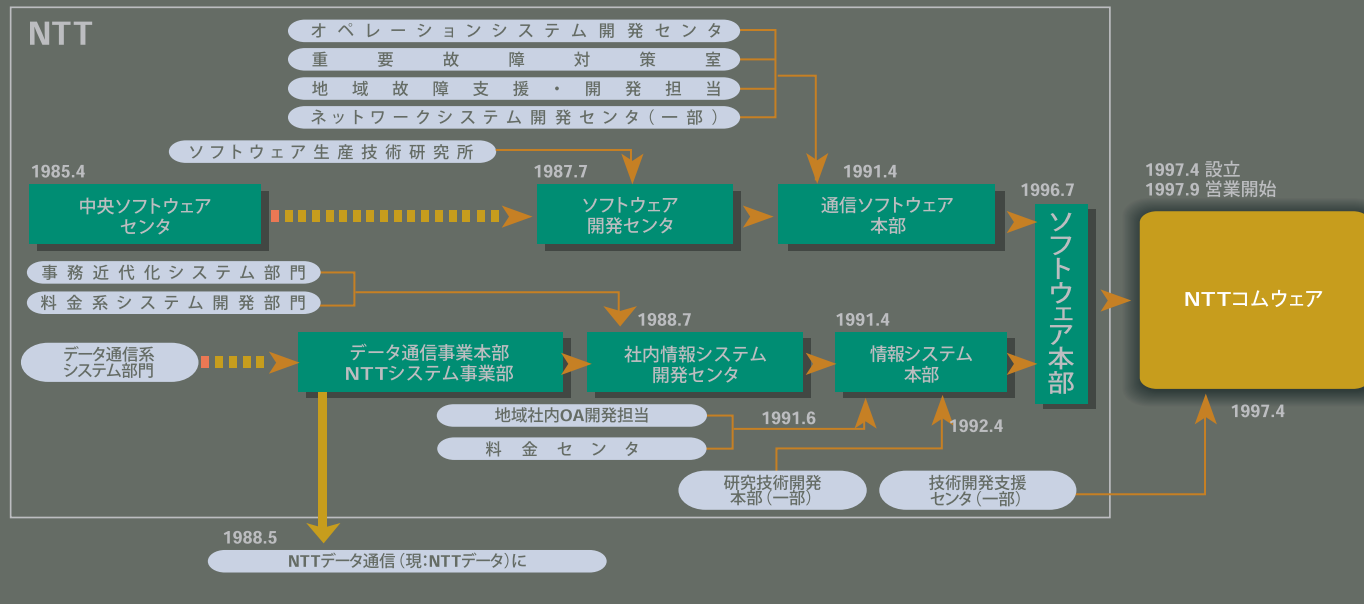 NTT
オペレーションシステム開発センタ
重要故障対策室
地域故障支援・開発担当
ネットワークシステム開発センタ(一部)
ソフトウェア生産技術研究所
1985.4
中央ソフトウェア
センタ
1987.7
ソフトウェア
開発センタ
1991.4
通信ソフトウェア
本部
1996.7
ソフトウェア本部
1997.4 設立
1997.9 営業開始
NTTコムウェア
事務近代化システム部門
料金系システム開発部門
データ通信系
システム部門
データ通信事業本部
NTTシステム事業部
1988.7
社内情報システム
開発センタ
1991.4
情報システム
本部
地域社内OA開発担当
料金センタ
1991.6
1992.4
研究技術開発
本部(一部)
技術開発支援
センタ(一部)
1997.4
1988.5
NTTデータ通信(現:NTTデータ)に